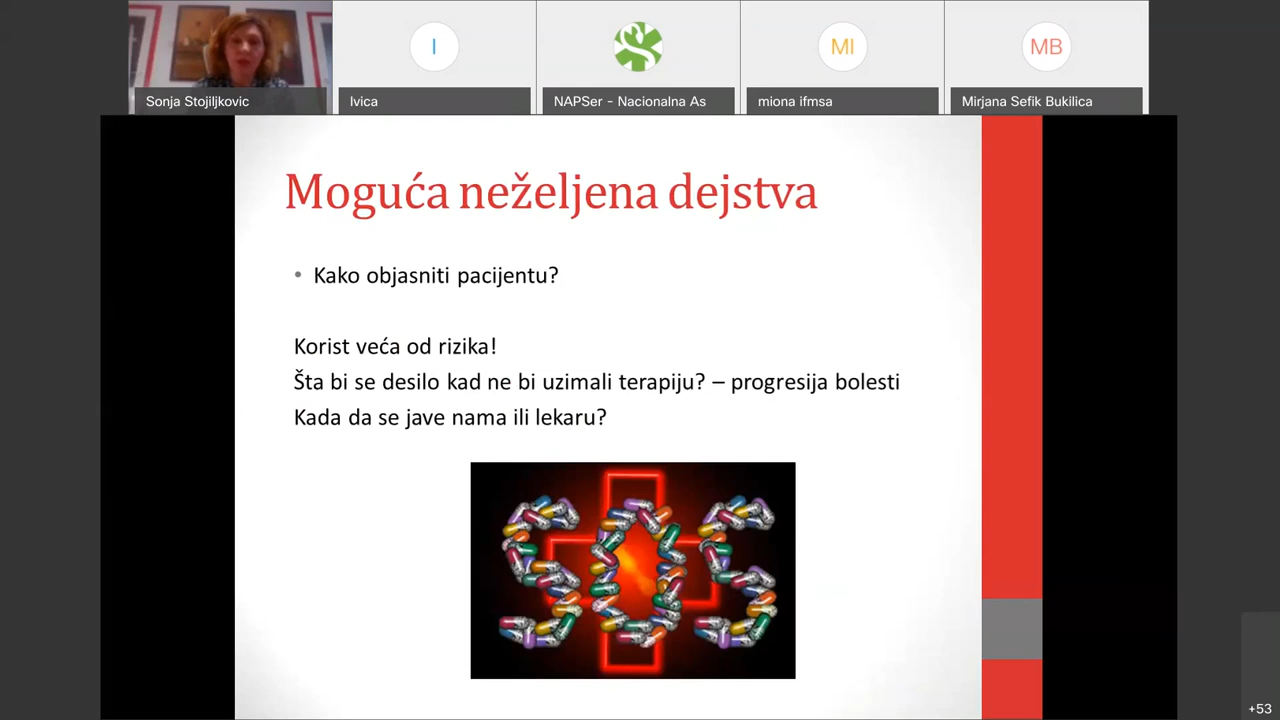 I
MI
MB
Sonja Stojiljkovic
Ivica
NAPSer - Nacionalna As
miona ifmsa
Mirjana Sefik Bukilica
Moguća neželjena dejstva
• Kako objasniti pacijentu?
Korist veća od rizika!
Šta bi se desilo kad ne bi uzimali terapiju? – progresija bolesti
Kada da se jave nama ili lekaru?
SOS
+53